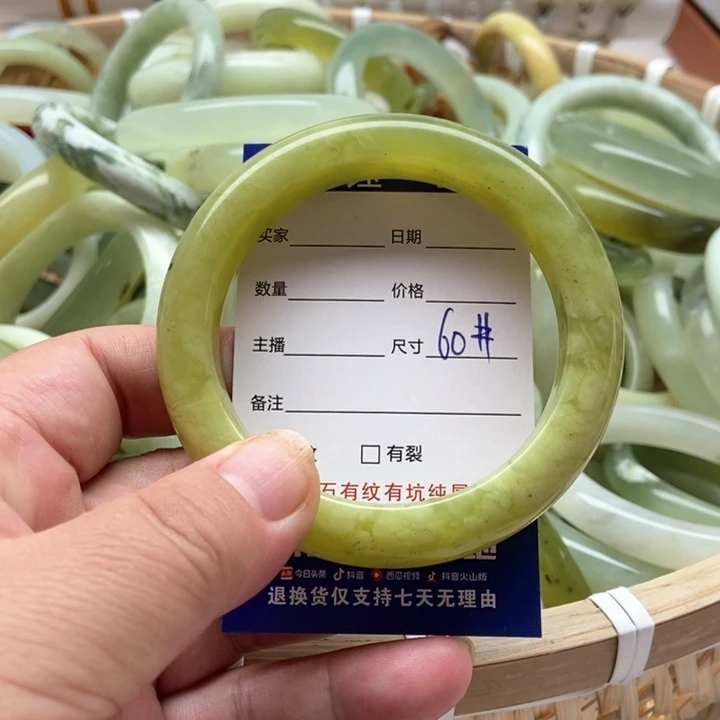 买家 日期
数量 价格
主播 尺寸 60#
备注
有裂
石有纹有坑纯属
头条 今日头条 抖音 西瓜视频 抖音火山版
退换货仅支持七天无理由